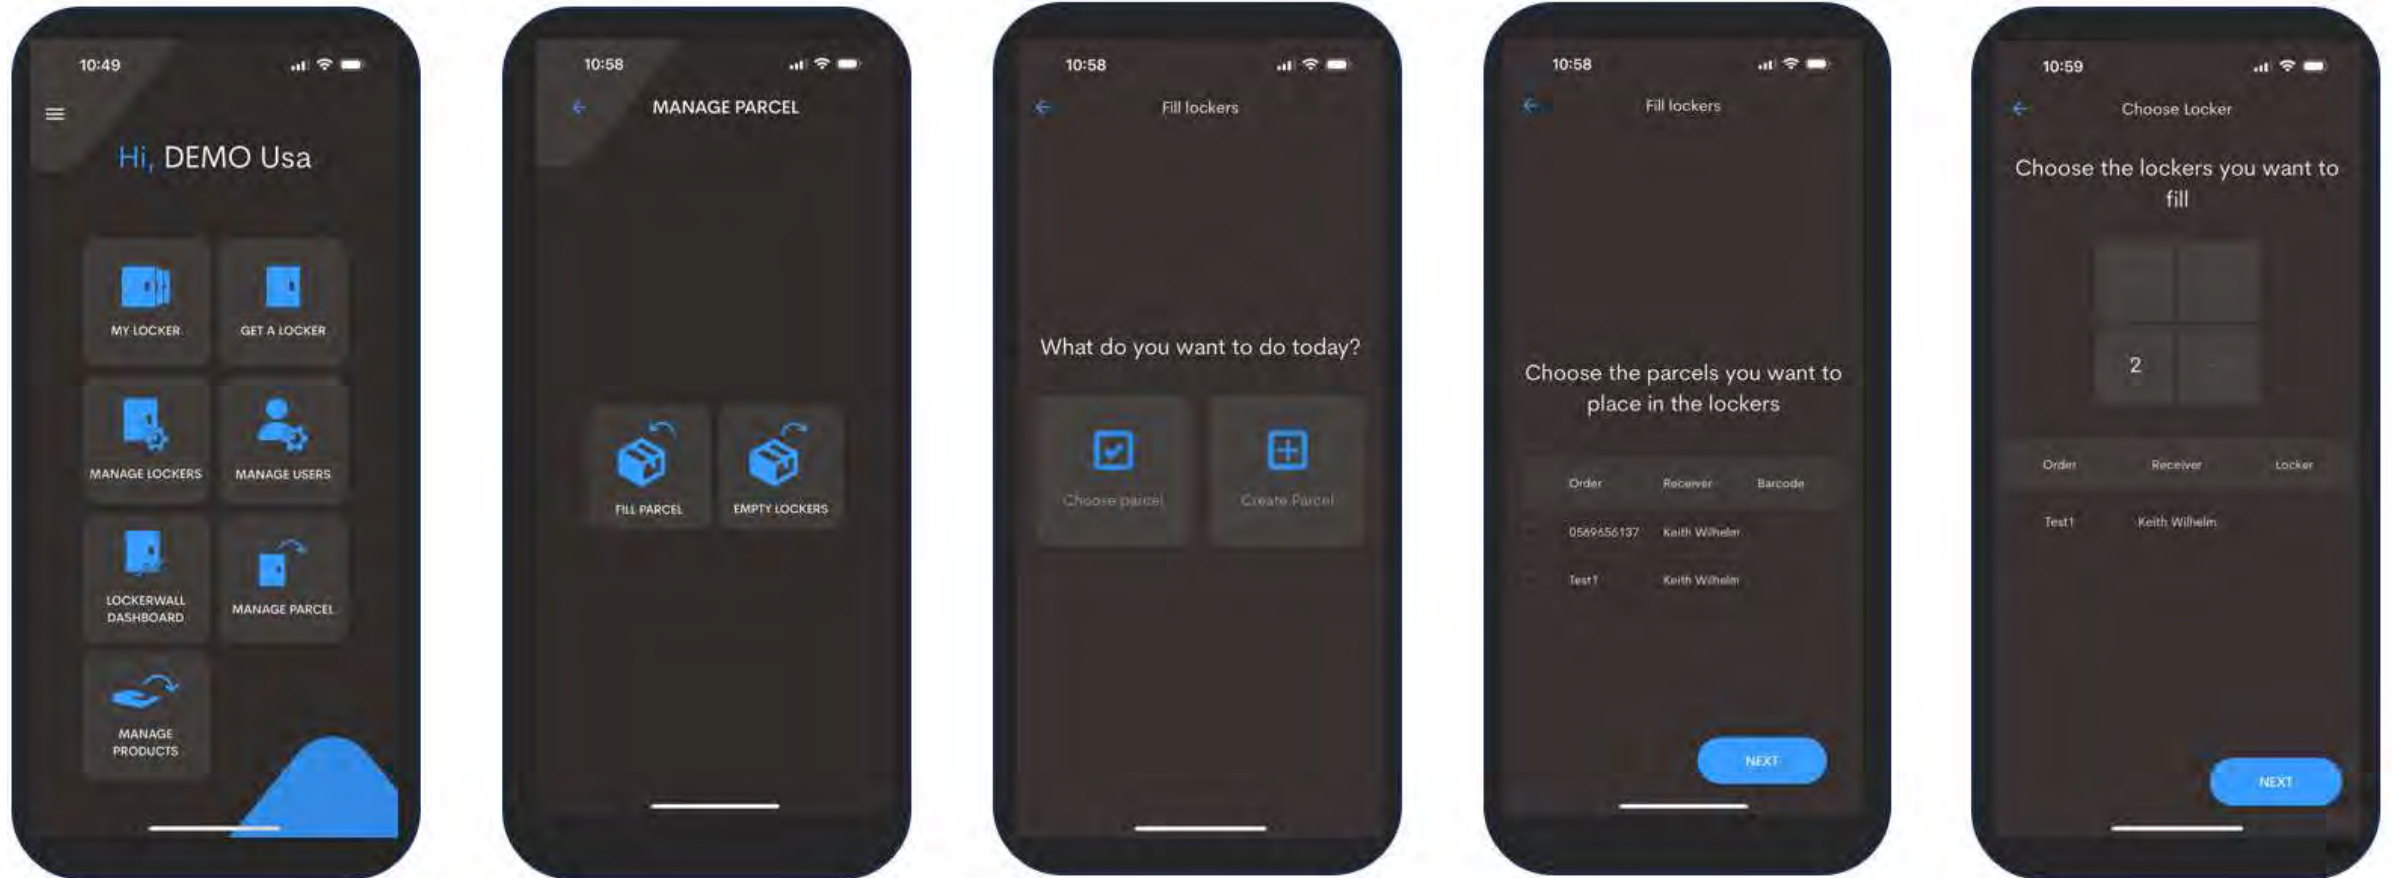 10:49
Hi, DEMO Usa
MY LOCKER
GET A LOCKER
MANAGE LOCKERS
MANAGE USERS
LOCKERWALL
DASHBOARD
MANAGE PARCEL
MANAGE
PRODUCTS
10:58
MANAGE PARCEL
FILL PARCEL
EMPTY LOCKERS
10:58
Fill lockers
What do you want to do today?
Choose parcel
Create Parcel
10:58
Fill lockers
Choose the parcels you want to
place in the lockers
Order Receiver Barcode
0569656137 Keith Wilhelm
Test1 Keith Wilhelm
NEXT
10:59
Choose Locker
Choose the lockers you want to
fill
2
Order Receiver Locker
Test1 Keith Wilhelm
NEXT